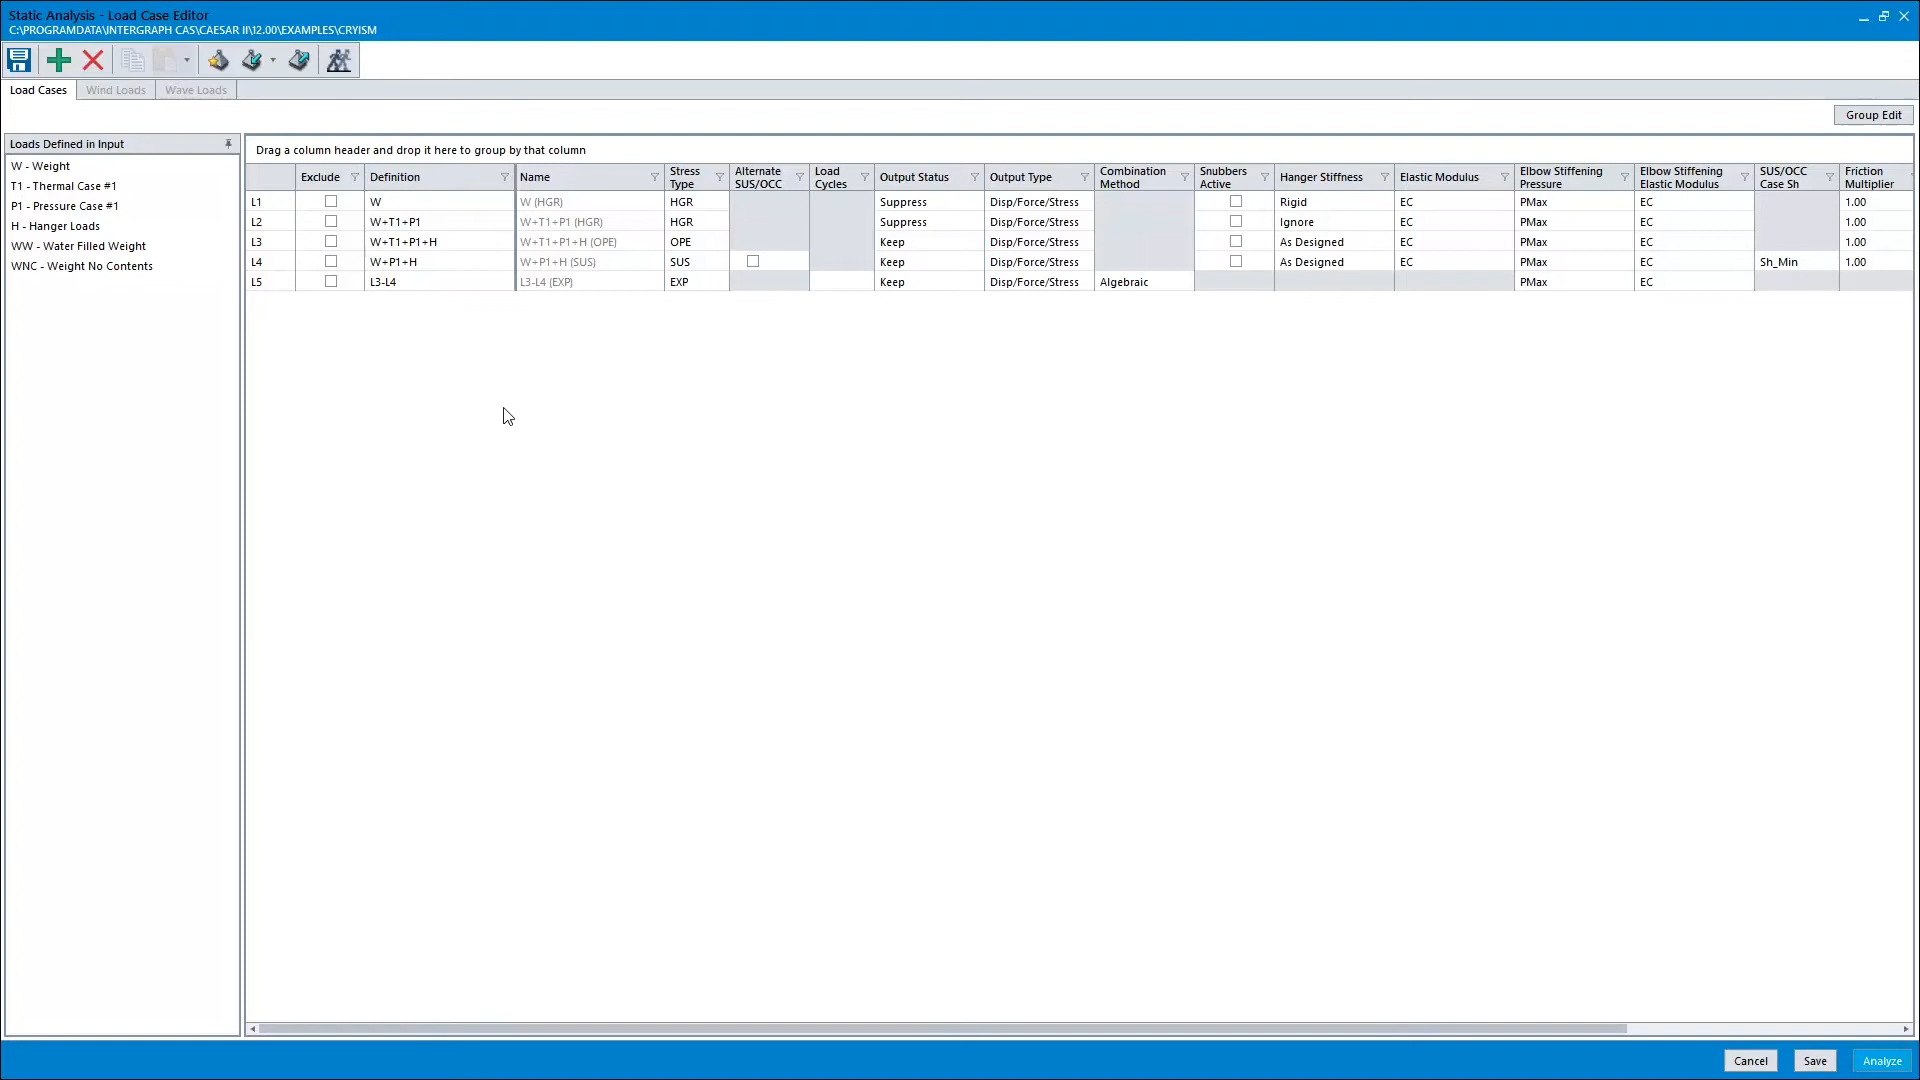 Static Analysis - Load Case Editor
C:\PROGRAMDATA\INTERGRAPH CAS\CAESAR II\12.00\EXAMPLES\CRYISM
Load Cases Wind Loads Wave Loads
Group Edit
Loads Defined in Input
W - Weight
T1 - Thermal Case #1
P1 - Pressure Case #1
H - Hanger Loads
WW - Water Filled Weight
WNC - Weight No Contents
Drag a column header and drop it here to group by that column
Exclude Definition Name Stress Type Alternate SUS/OCC Load Cycles Output Status Output Type Combination Method Snubbers Active Hanger Stiffness Elastic Modulus Elbow Stiffening Pressure Elbow Stiffening Elastic Modulus SUS/OCC Case Sh Friction Multiplier
L1 W W (HGR) HGR Suppress Disp/Force/Stress Rigid EC PMax EC 1.00
L2 W+T1+P1 W+T1+P1 (HGR) HGR Suppress Disp/Force/Stress Ignore EC PMax EC 1.00
L3 W+T1+P1+H W+T1+P1+H (OPE) OPE Keep Disp/Force/Stress As Designed EC PMax EC 1.00
L4 W+P1+H W+P1+H (SUS) SUS Keep Disp/Force/Stress As Designed EC PMax EC Sh_Min 1.00
L5 L3-L4 L3-L4 (EXP) EXP Keep Disp/Force/Stress Algebraic PMax EC
Cancel Save Analyze